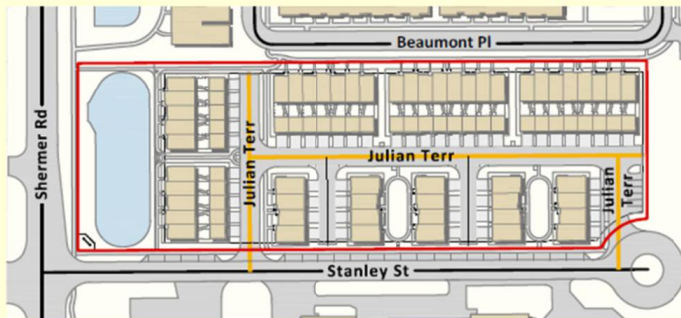 Beaumont Pl
Shermer Rd
Julian Terr
Julian Terr
Julian
Terr
Stanley St